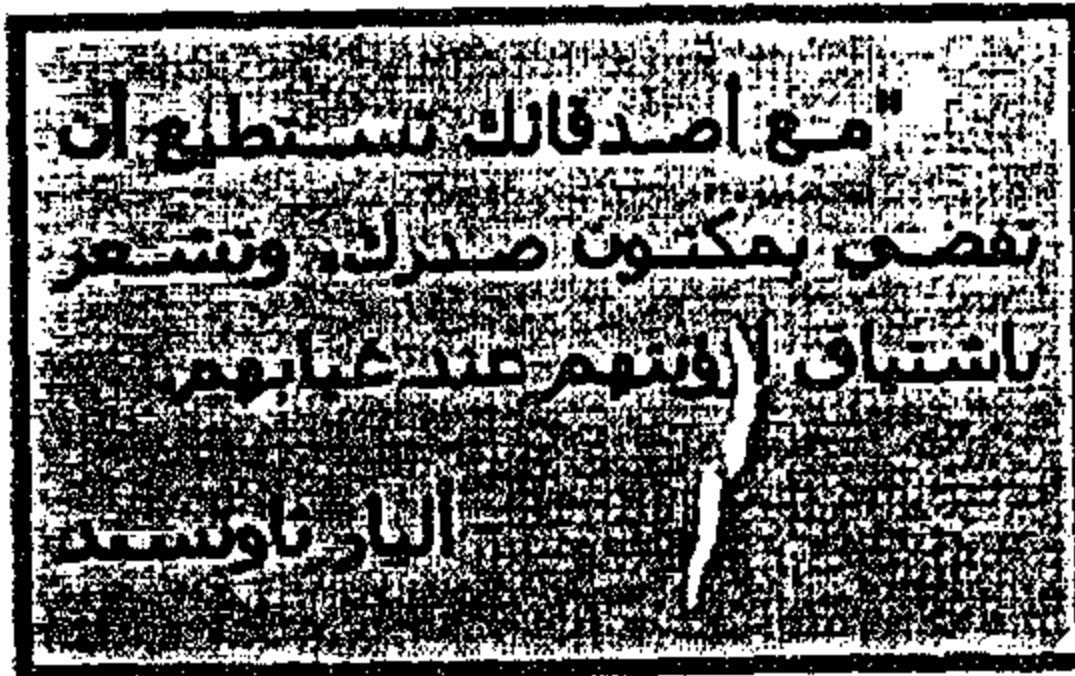 "مع أصدقائك تستطيع أن
تفضي بمكنون صدرك، وتشعر
باشتياق لرؤيتهم عند غيابهم.